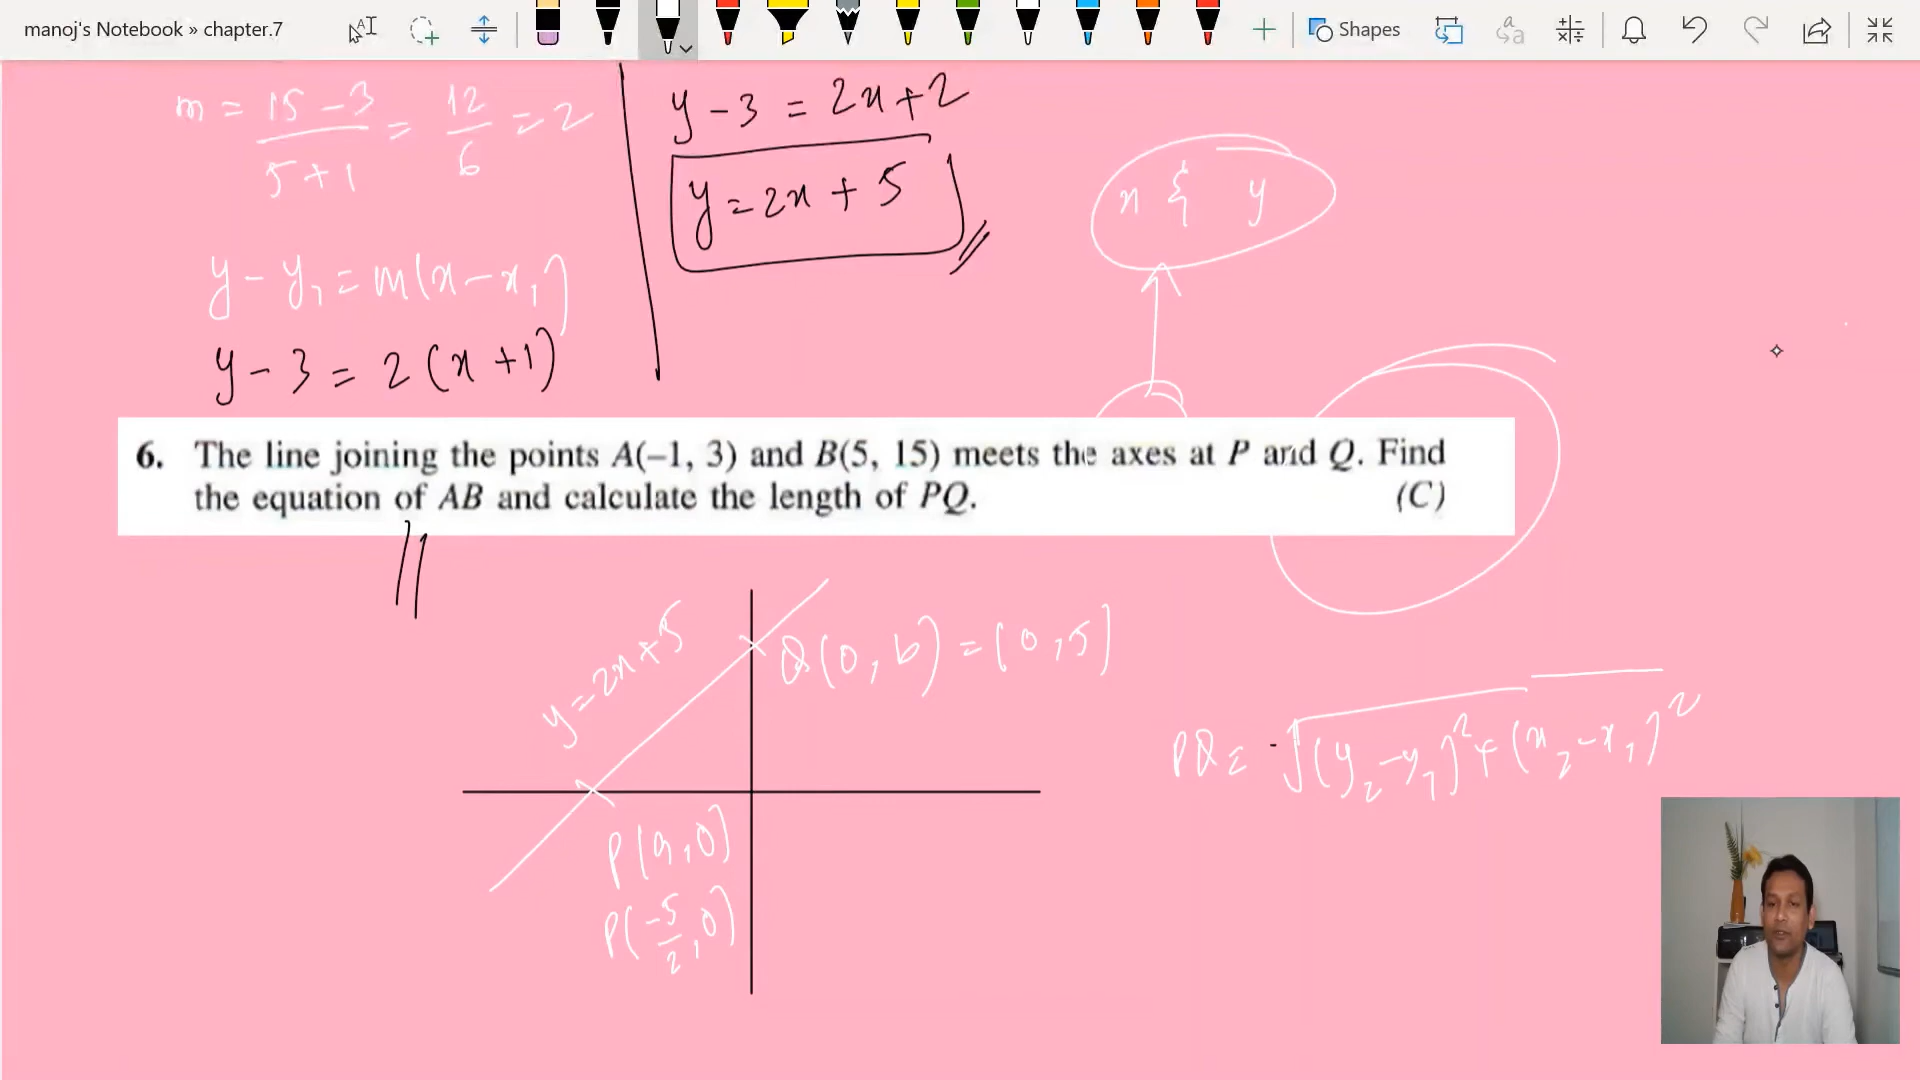 manoj's Notebook » chapter.7
Shapes
m = 15 - 3 / 5 + 1 = 12 / 6 = 2
y - y₁ = m(x - x₁)
y - 3 = 2 (x + 1)
y - 3 = 2x + 2
y = 2x + 5
x & y
6. The line joining the points A(–1, 3) and B(5, 15) meets the axes at P and Q. Find
the equation of AB and calculate the length of PQ. (C)
y = 2x + 5
Q(0, b) = (0, 5)
P(a, 0)
P(-5/2, 0)
PQ = √(y₂ - y₁)² + (x₂ - x₁)²